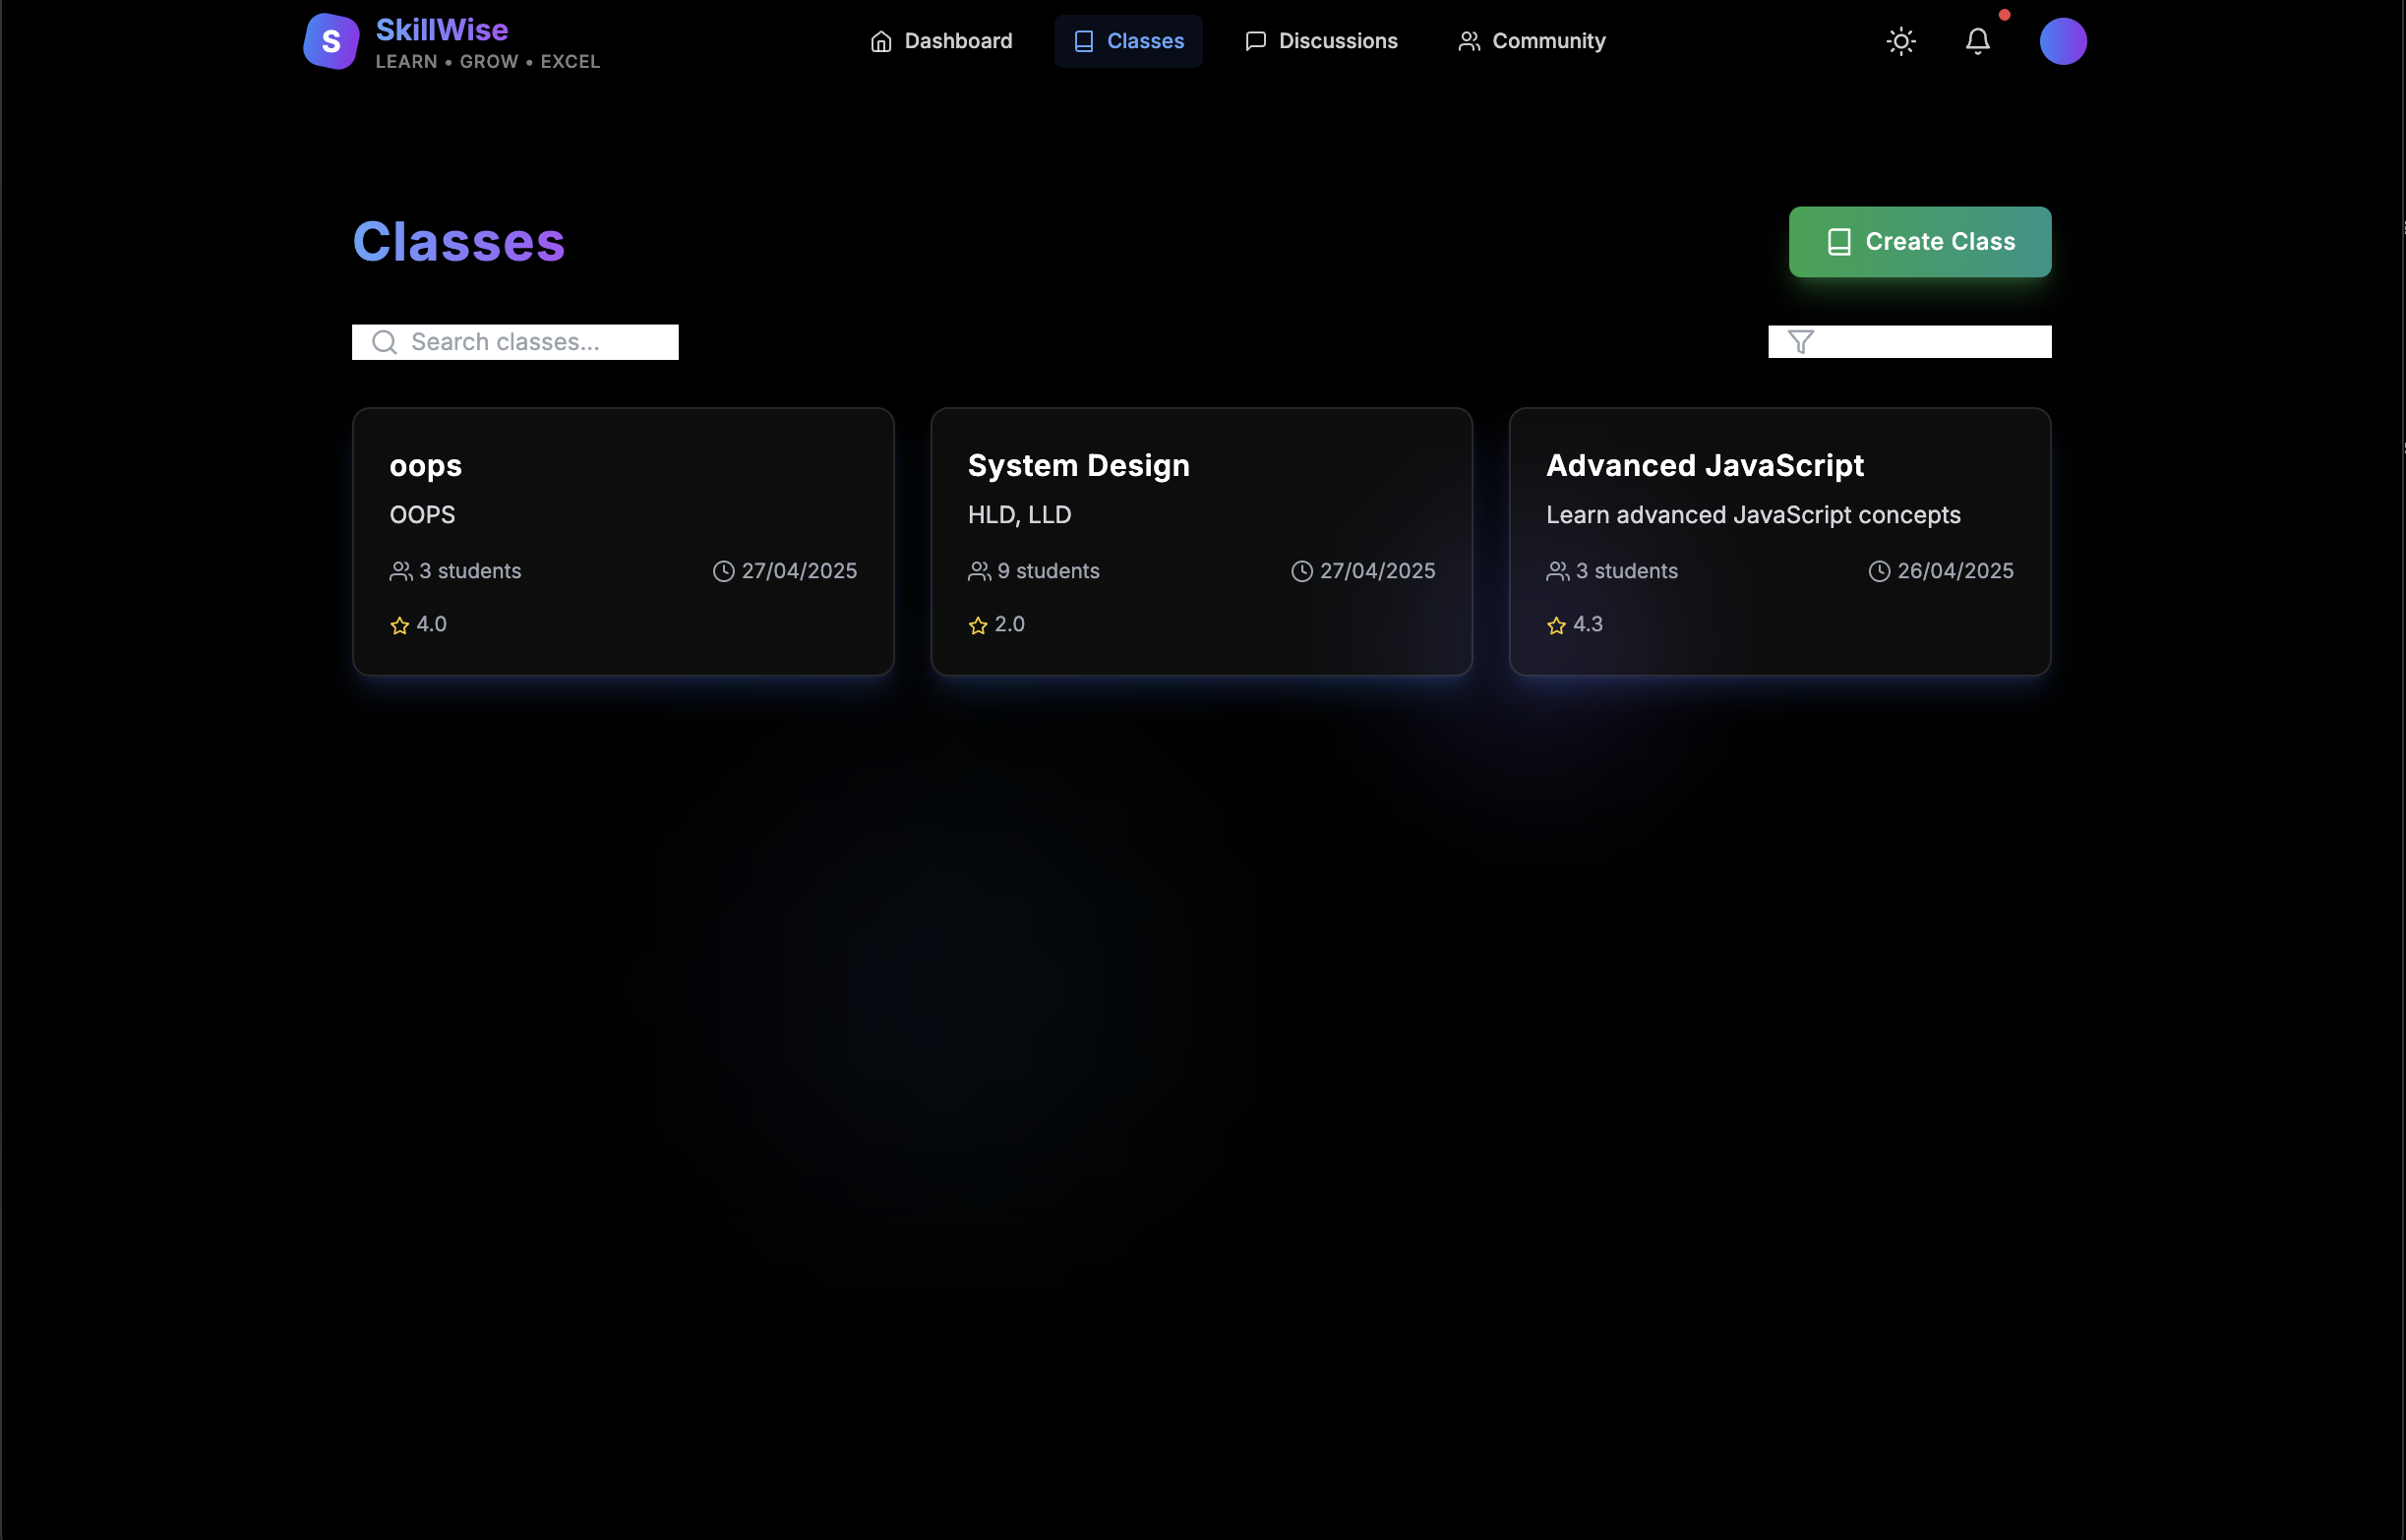 S
SkillWise
LEARN • GROW • EXCEL
Dashboard
Classes
Discussions
Community
Classes
Create Class
Search classes...
oops
OOPS
3 students
27/04/2025
4.0
System Design
HLD, LLD
9 students
27/04/2025
2.0
Advanced JavaScript
Learn advanced JavaScript concepts
3 students
26/04/2025
4.3